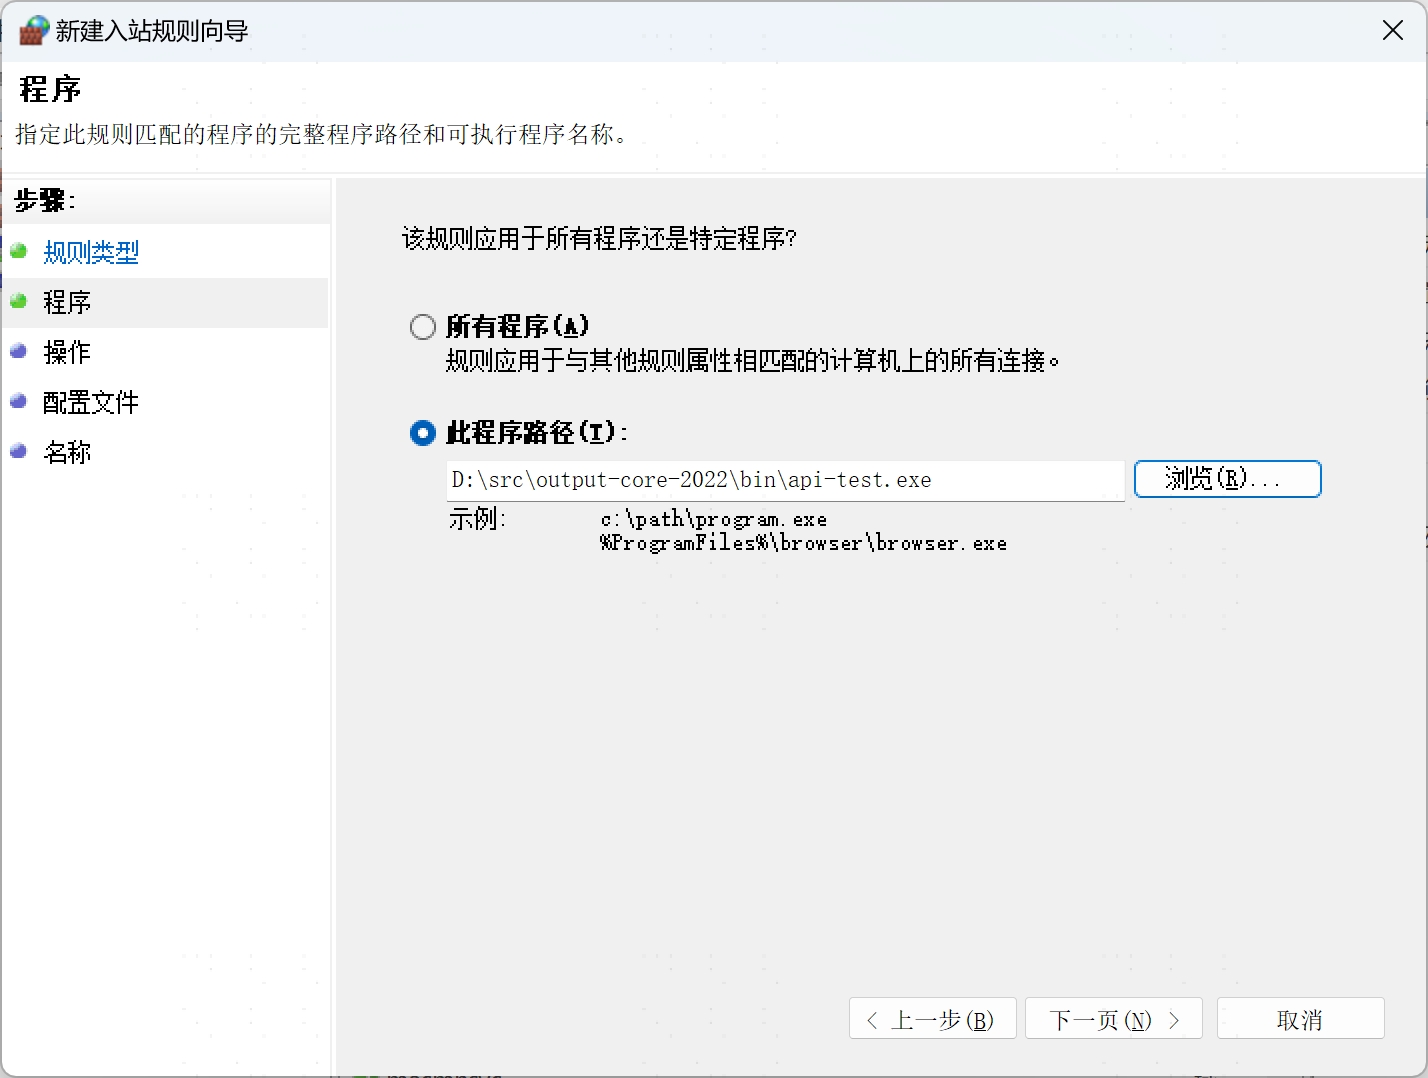 新建入站规则向导
程序
指定此规则匹配的程序的完整程序路径和可执行程序名称。
步骤:
规则类型
程序
操作
配置文件
名称
该规则应用于所有程序还是特定程序?
所有程序(A)
规则应用于与其他规则属性相匹配的计算机上的所有连接。
此程序路径(T):
D:\src\output-core-2022\bin\api-test.exe
浏览(R)...
示例: c:\path\program.exe
%ProgramFiles%\browser\browser.exe
< 上一步(B)
下一页(N) >
取消